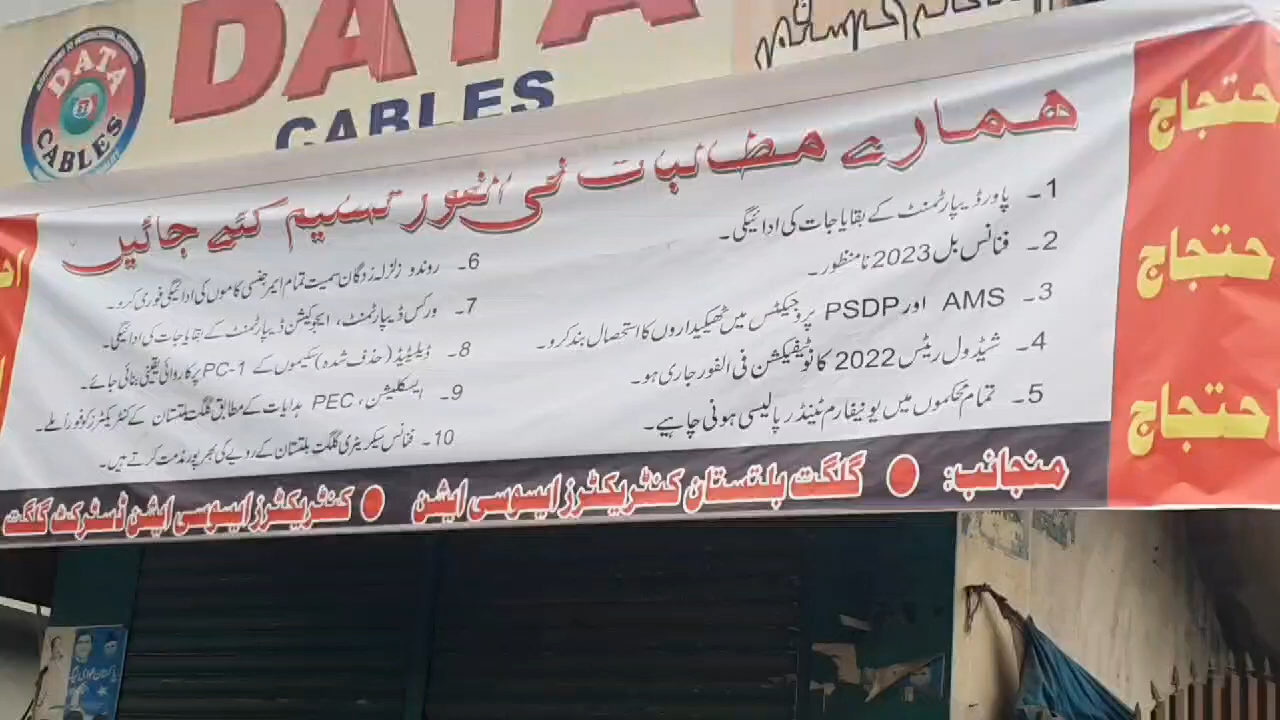 DATA
CABLES
DATA CABLES
ہمارے مطالبات فی الفور تسلیم کئے جائیں
1۔ پاور ڈیپارٹمنٹ کے بقایا جات کی ادائیگی۔
2۔ فنانس بل 2023 نامنظور۔
3۔ AMS اور PSDP پروجیکٹس میں ٹھیکیداروں کا استحصال بند کرو۔
4۔ شیڈول ریٹس 2022 کا نوٹیفکیشن فی الفور جاری ہو۔
5۔ تمام محکموں میں یونیفارم ٹینڈر پالیسی ہونی چاہیے۔
6۔ روندو زلزلہ زدگان سمیت تمام ایمرجنسی کاموں کی ادائیگی فوری کرو۔
7۔ ورکس ڈیپارٹمنٹ، ایجوکیشن ڈیپارٹمنٹ کے بقایا جات کی ادائیگی۔
8۔ ڈیلیٹیڈ (حذف شدہ) سکیموں کے PC-1 پر کاروائی یقینی بنائی جائے۔
9۔ ایسکلیشن، PEC ہدایات کے مطابق گلگت بلتستان کے کنٹریکٹرز کو فوراً ملے۔
10۔ فنانس سیکریٹری گلگت بلتستان کے رویے کی بھرپور مذمت کرتے ہیں۔
منجانب: گلگت بلتستان کنٹریکٹرز ایسوسی ایشن ● کنٹریکٹرز ایسوسی ایشن ڈسٹرکٹ گلگت
احتجاج
احتجاج
احتجاج